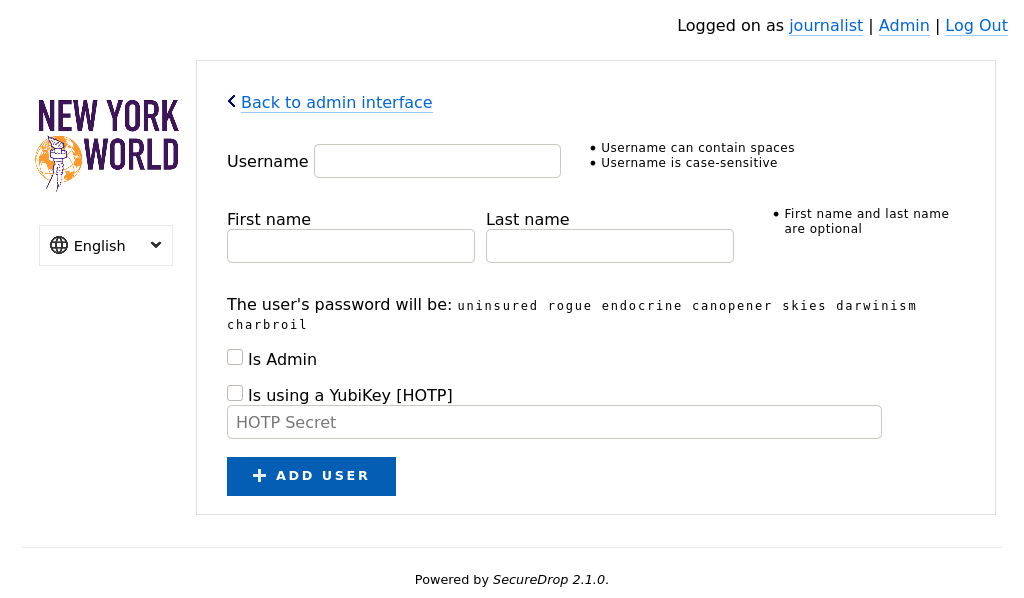 Logged on as journalist | Admin | Log Out
NEW YORK
WORLD
English
Back to admin interface
Username
• Username can contain spaces
• Username is case-sensitive
First name
Last name
• First name and last name
are optional
The user's password will be: uninsured rogue endocrine canopener skies darwinism
charbroil
Is Admin
Is using a YubiKey [HOTP]
HOTP Secret
ADD USER
Powered by SecureDrop 2.1.0.